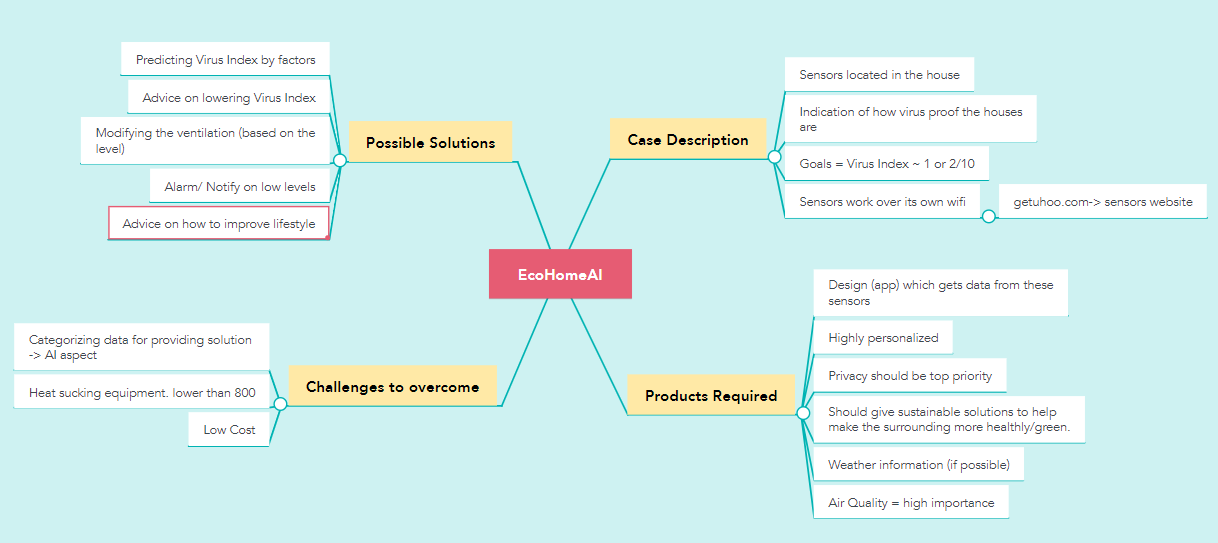 Predicting Virus Index by factors
Advice on lowering Virus Index
Modifying the ventilation (based on the
level)
Alarm/ Notify on low levels
Advice on how to improve lifestyle
Possible Solutions
Case Description
Sensors located in the house
Indication of how virus proof the houses
are
Goals = Virus Index ~ 1 or 2/10
Sensors work over its own wifi
getuhoo.com-> sensors website
EcoHomeAI
Categorizing data for providing solution
-> AI aspect
Heat sucking equipment. lower than 800
Low Cost
Challenges to overcome
Products Required
Design (app) which gets data from these
sensors
Highly personalized
Privacy should be top priority
Should give sustainable solutions to help
make the surrounding more healthly/green.
Weather information (if possible)
Air Quality = high importance